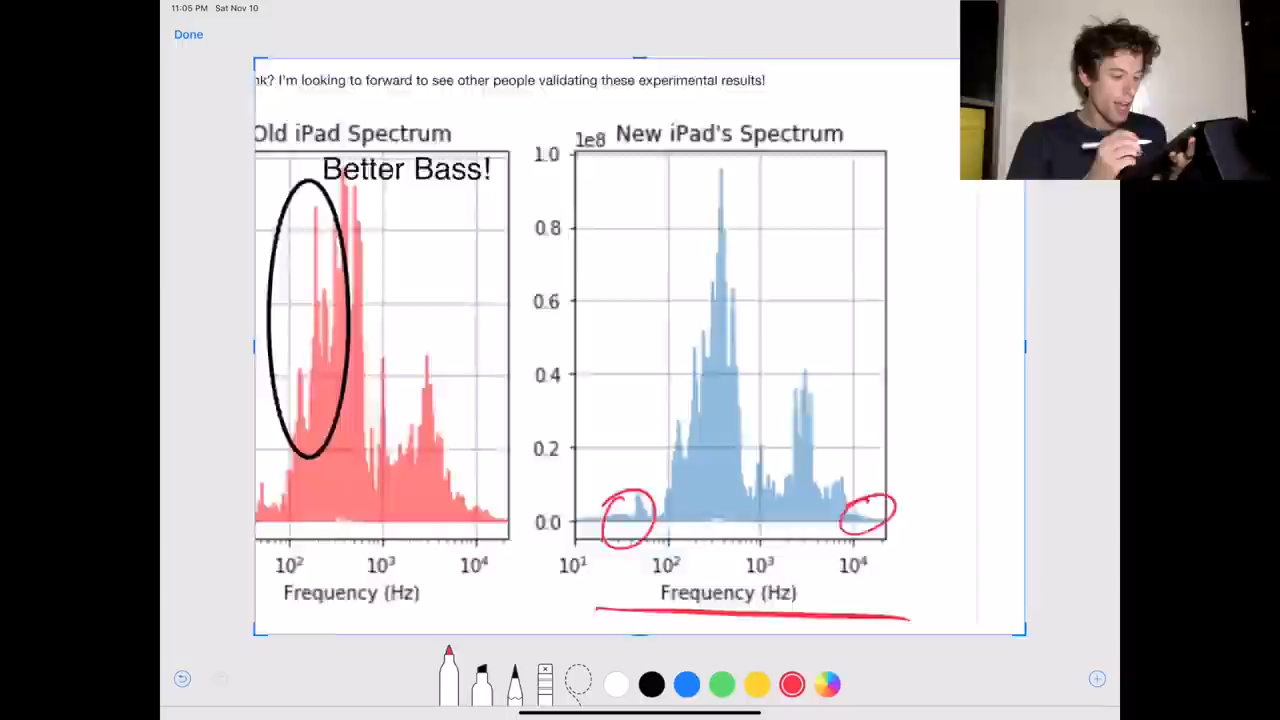 11:05 PM Sat Nov 10
Done
nk? I'm looking to forward to see other people validating these experimental results!
Old iPad Spectrum
Better Bass!
10² 10³ 10⁴
Frequency (Hz)
1e8 New iPad's Spectrum
1.0
0.8
0.6
0.4
0.2
0.0
10¹ 10² 10³ 10⁴
Frequency (Hz)